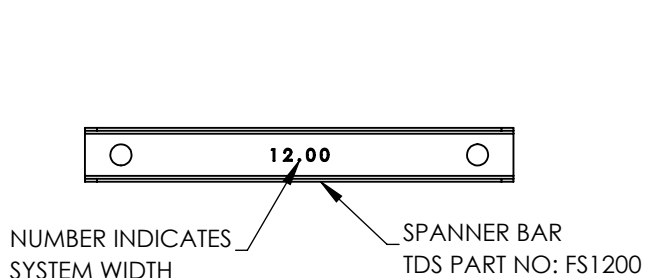 12.00
NUMBER INDICATES
SYSTEM WIDTH
SPANNER BAR
TDS PART NO: FS1200